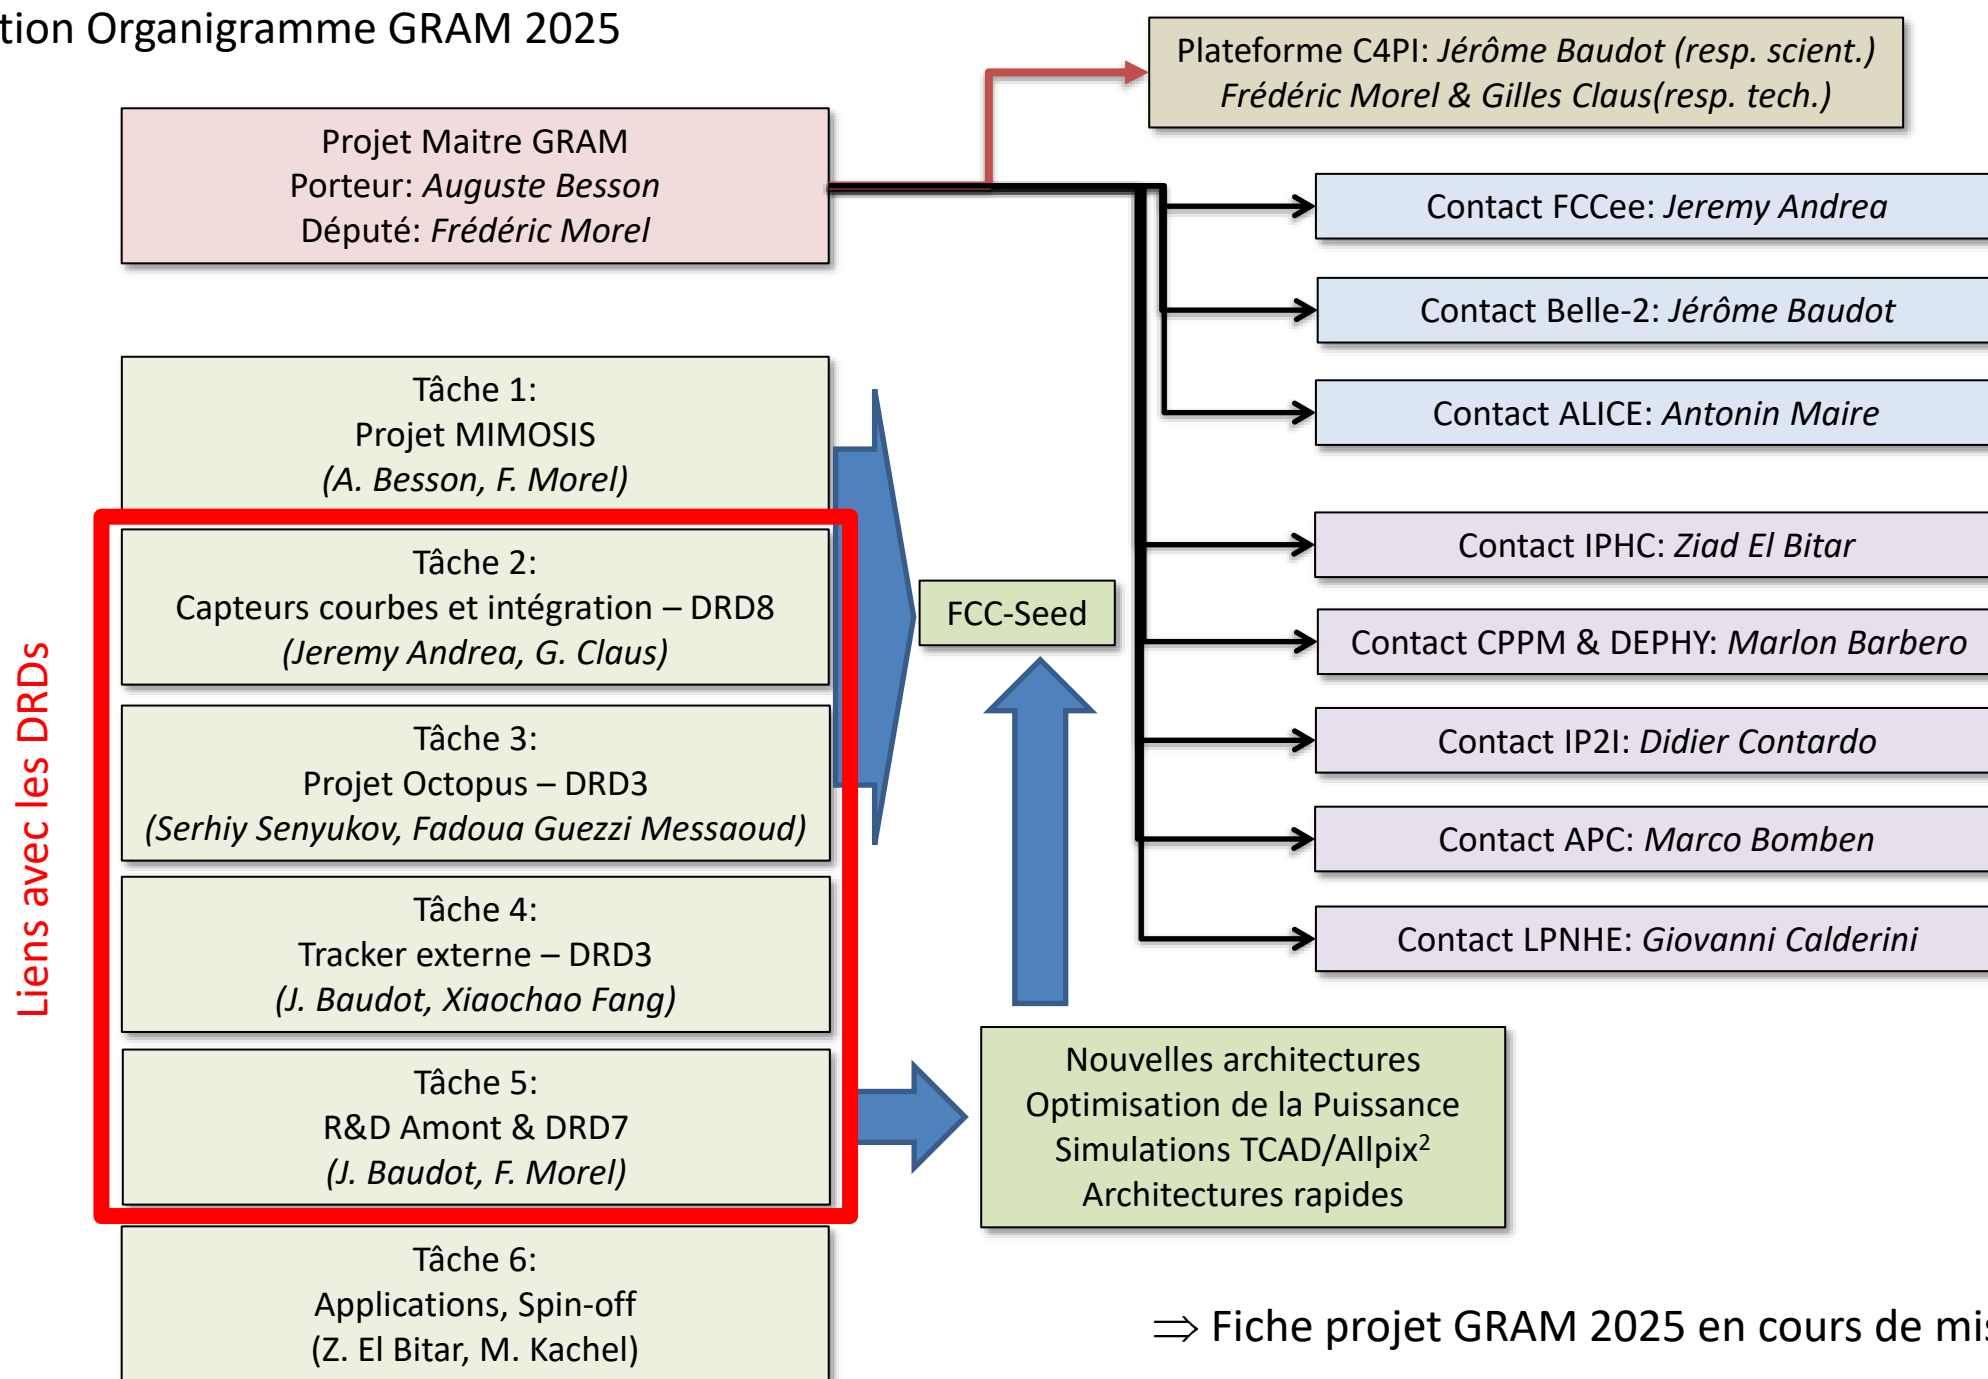 tion Organigramme GRAM 2025
Plateforme C4PI: Jérôme Baudot (resp. scient.)
Frédéric Morel & Gilles Claus(resp. tech.)
Projet Maitre GRAM
Porteur: Auguste Besson
Député: Frédéric Morel
Contact FCCee: Jeremy Andrea
Contact Belle-2: Jérôme Baudot
Contact ALICE: Antonin Maire
Contact IPHC: Ziad El Bitar
Contact CPPM & DEPHY: Marlon Barbero
Contact IP2I: Didier Contardo
Contact APC: Marco Bomben
Contact LPNHE: Giovanni Calderini
Liens avec les DRDs
Tâche 1:
Projet MIMOSIS
(A. Besson, F. Morel)
Tâche 2:
Capteurs courbes et intégration – DRD8
(Jeremy Andrea, G. Claus)
Tâche 3:
Projet Octopus – DRD3
(Serhiy Senyukov, Fadoua Guezzi Messaoud)
Tâche 4:
Tracker externe – DRD3
(J. Baudot, Xiaochao Fang)
Tâche 5:
R&D Amont & DRD7
(J. Baudot, F. Morel)
Tâche 6:
Applications, Spin-off
(Z. El Bitar, M. Kachel)
FCC-Seed
Nouvelles architectures
Optimisation de la Puissance
Simulations TCAD/Allpix²
Architectures rapides
⇒ Fiche projet GRAM 2025 en cours de mis